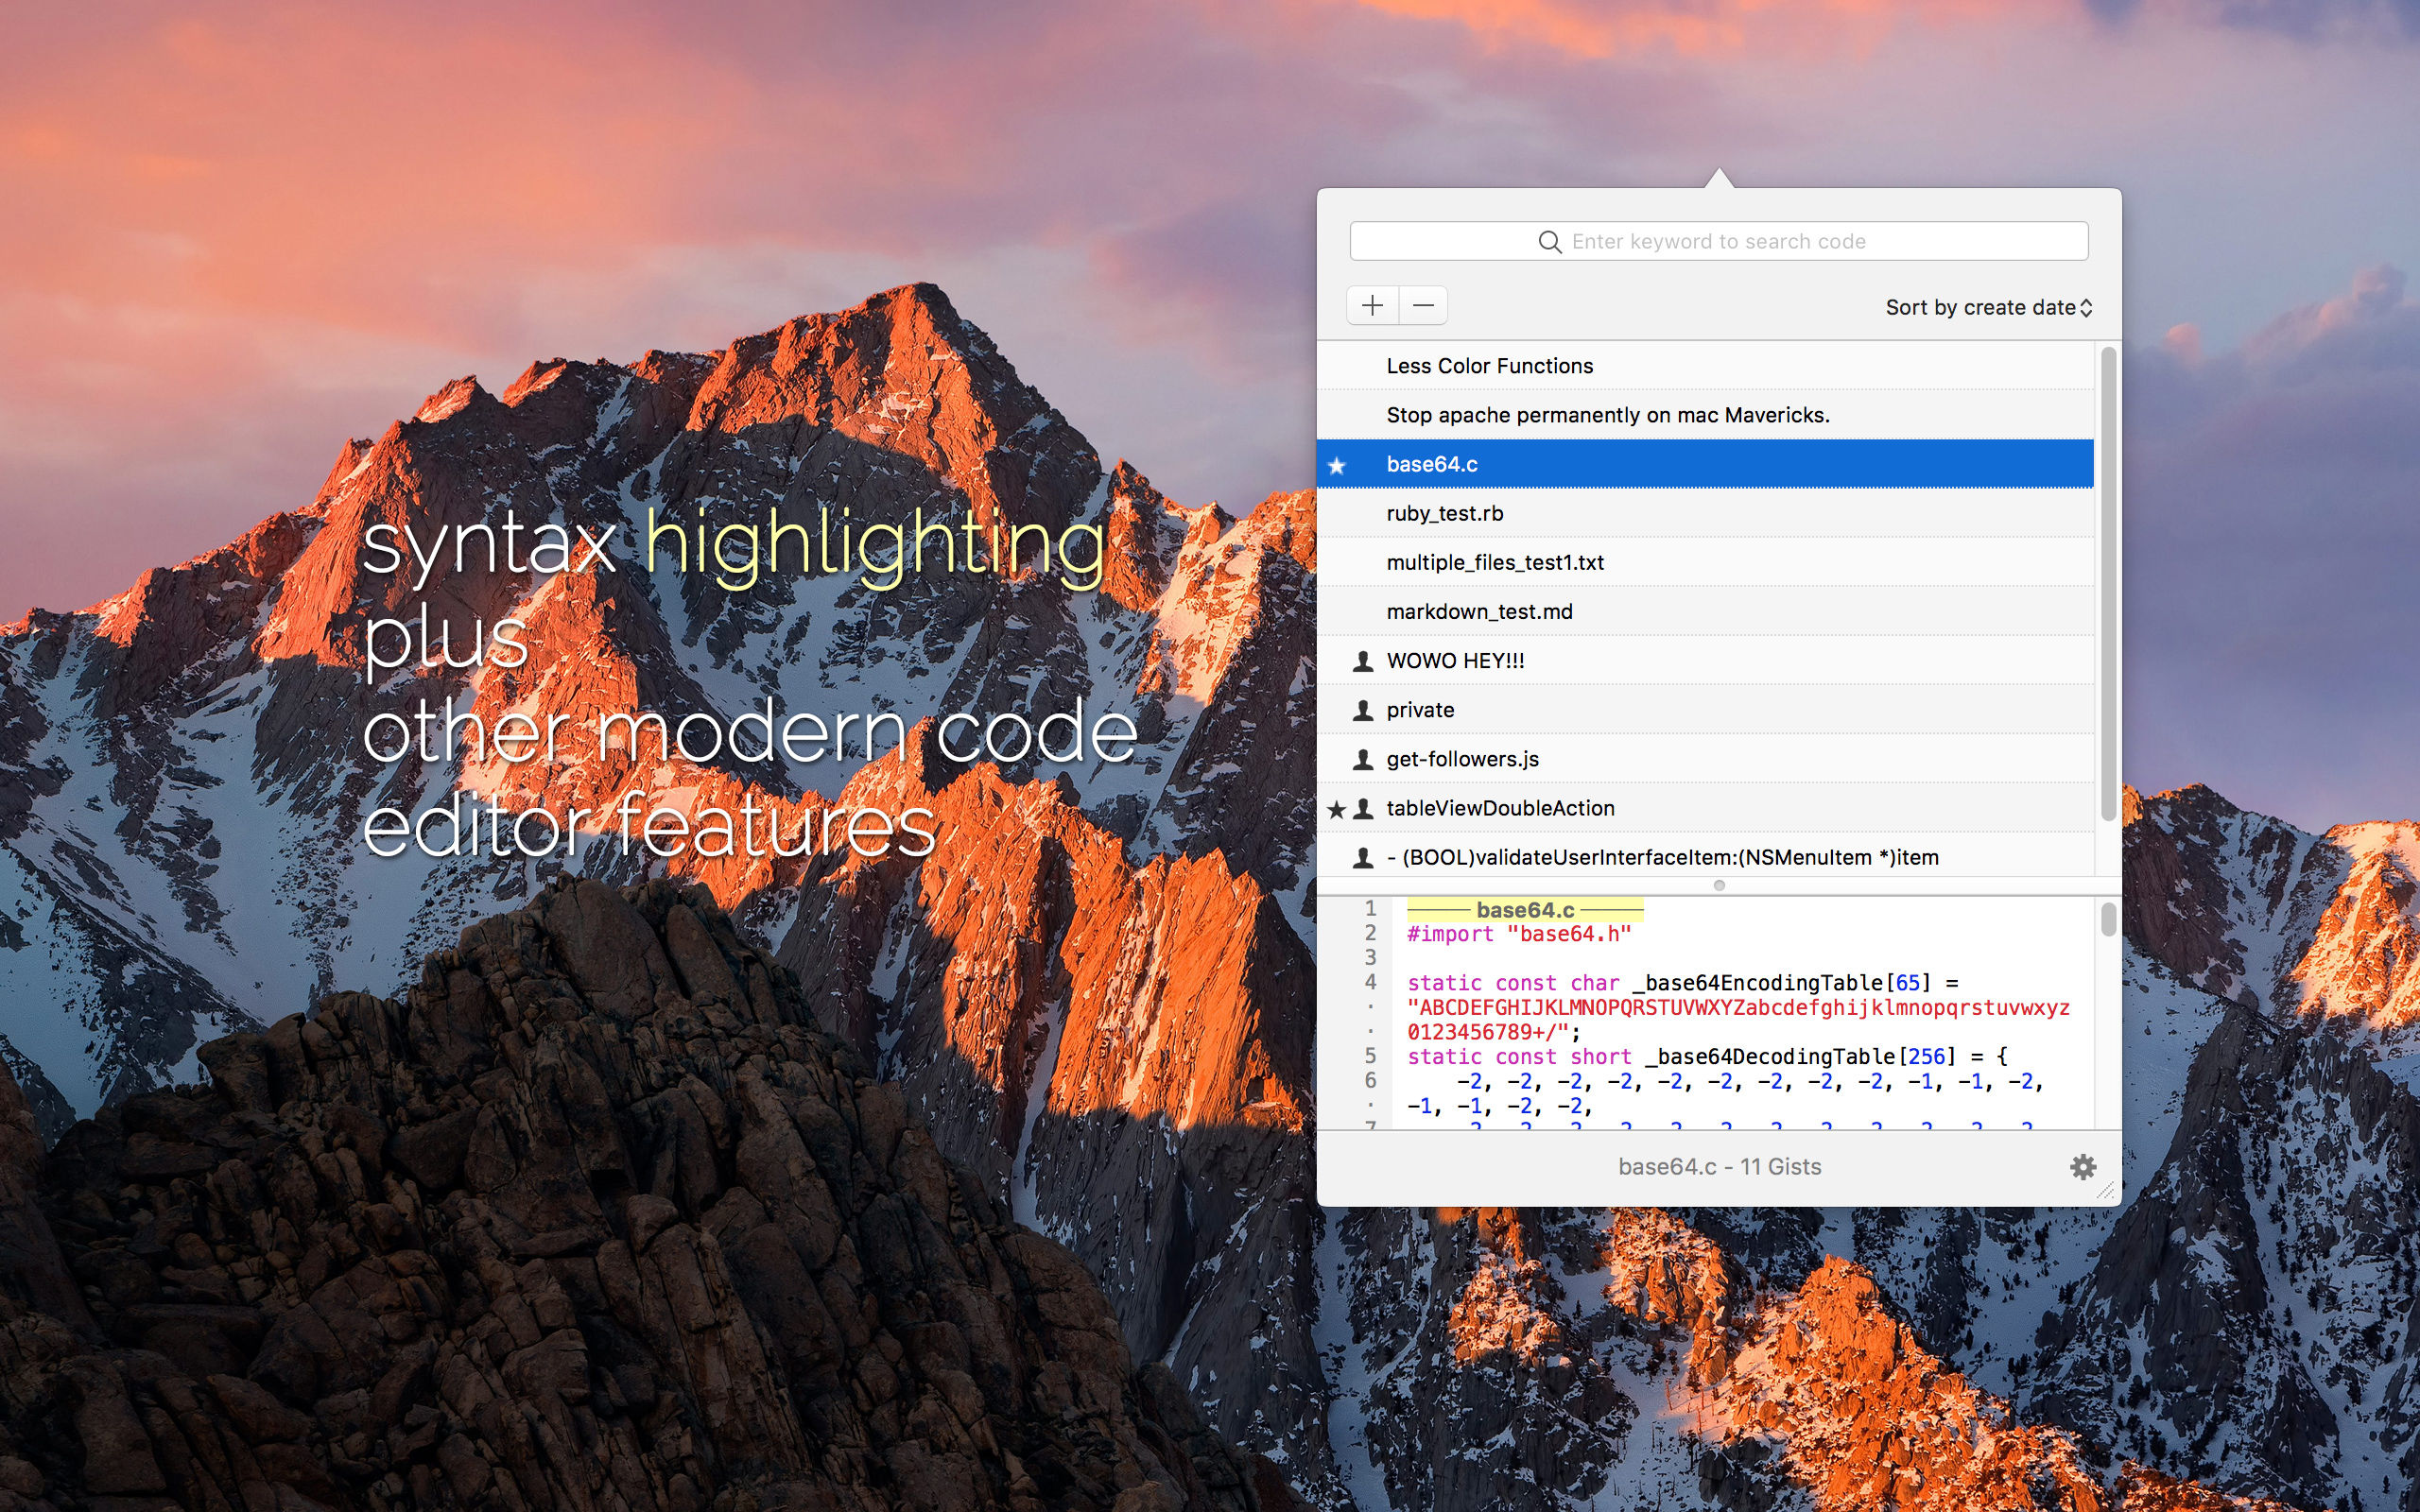 syntax highlighting
plus
other modern code
editor features
Enter keyword to search code
Sort by create date
Less Color Functions
Stop apache permanently on mac Mavericks.
base64.c
ruby_test.rb
multiple_files_test1.txt
markdown_test.md
WOWO HEY!!!
private
get-followers.js
tableViewDoubleAction
- (BOOL)validateUserInterfaceItem:(NSMenuItem *)item
1 base64.c
2 #import "base64.h"
3
4 static const char _base64EncodingTable[65] =
"ABCDEFGHIJKLMNOPQRSTUVWXYZabcdefghijklmnopqrstuvwxyz
0123456789+/";
5 static const short _base64DecodingTable[256] = {
6 -2, -2, -2, -2, -2, -2, -2, -2, -2, -1, -1, -2,
-1, -1, -2, -2,
base64.c - 11 Gists